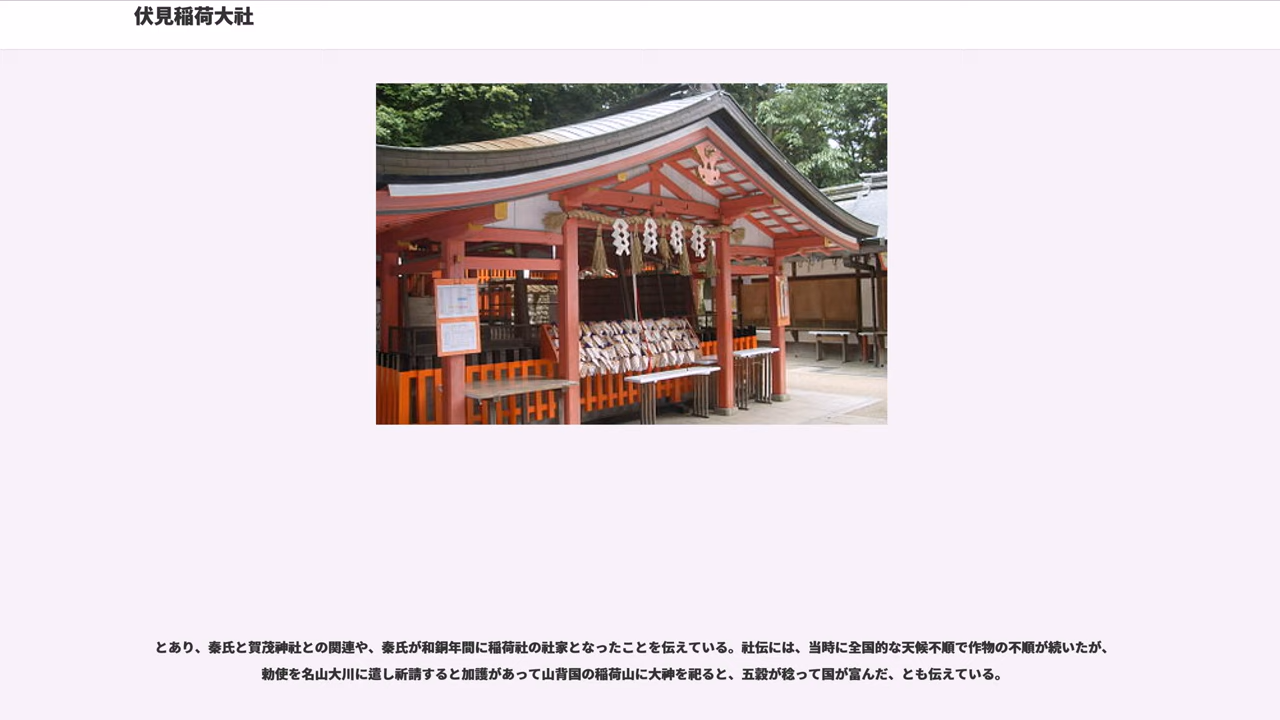 伏見稲荷大社
とあり、秦氏と賀茂神社との関連や、秦氏が和銅年間に稲荷社の社家となったことを伝えている。社伝には、当時に全国的な天候不順で作物の不順が続いたが、
勅使を名山大川に遣し祈請すると加護があって山背国の稲荷山に大神を祀ると、五穀が稔って国が富んだ、とも伝えている。